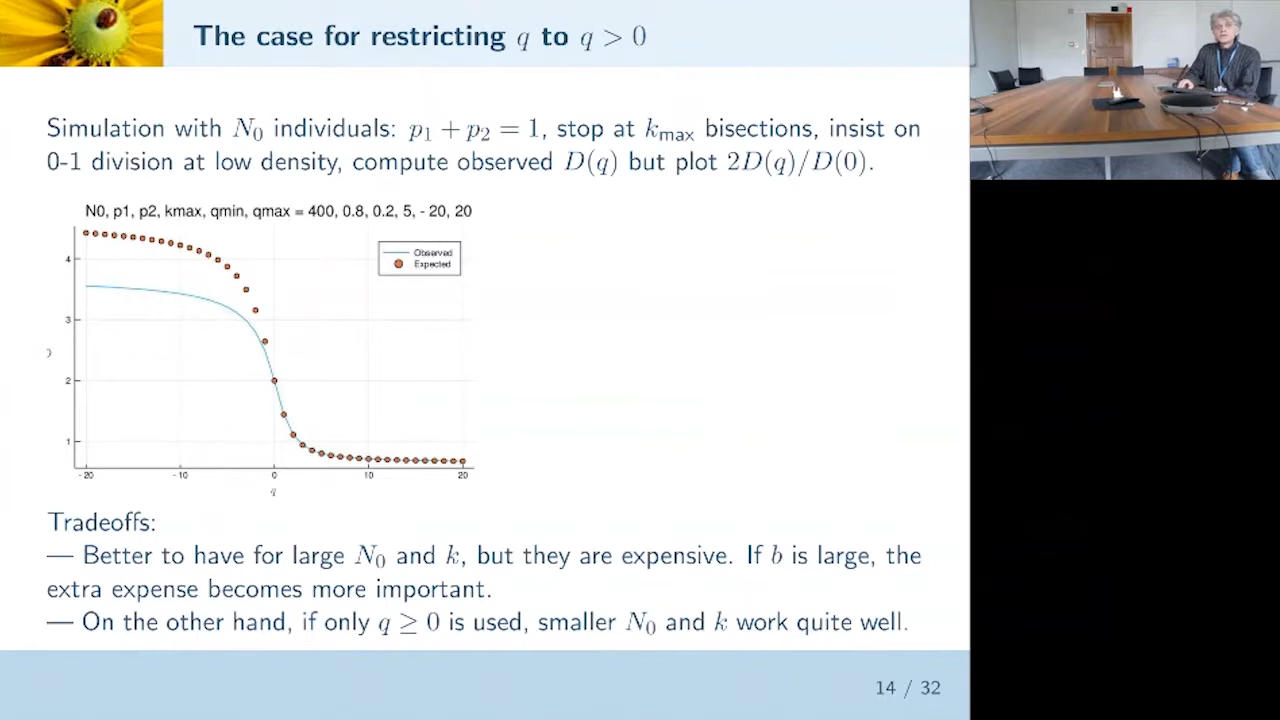 The case for restricting q to q > 0
Simulation with N₀ individuals: p₁ + p₂ = 1, stop at kₘₐₓ bisections, insist on
0-1 division at low density, compute observed D(q) but plot 2D(q)/D(0).
N0, p1, p2, kmax, qmin, qmax = 400, 0.8, 0.2, 5, - 20, 20
Observed
Expected
4
3
2
1
- 20
- 10
0
10
20
q
Tradeoffs:
— Better to have for large N₀ and k, but they are expensive. If b is large, the
extra expense becomes more important.
— On the other hand, if only q ≥ 0 is used, smaller N₀ and k work quite well.
14 / 32